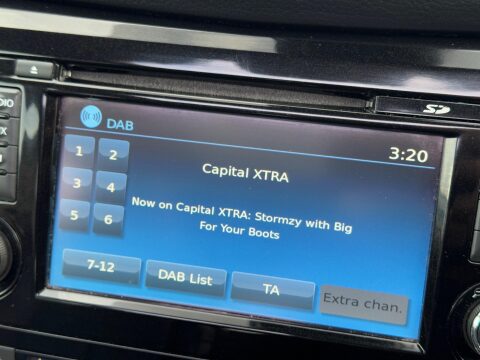 DAB
3:20
1 2
Capital XTRA
3 4
Now on Capital XTRA: Stormzy with Big
For Your Boots
5 6
7-12
DAB List
TA
Extra chan.
SD